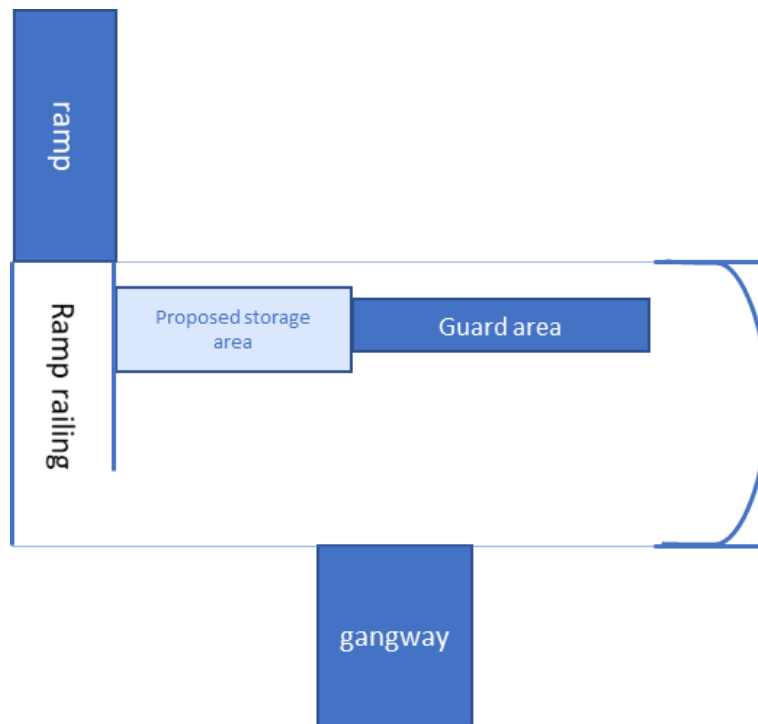 ramp
Ramp railing
Proposed storage
area
Guard area
gangway